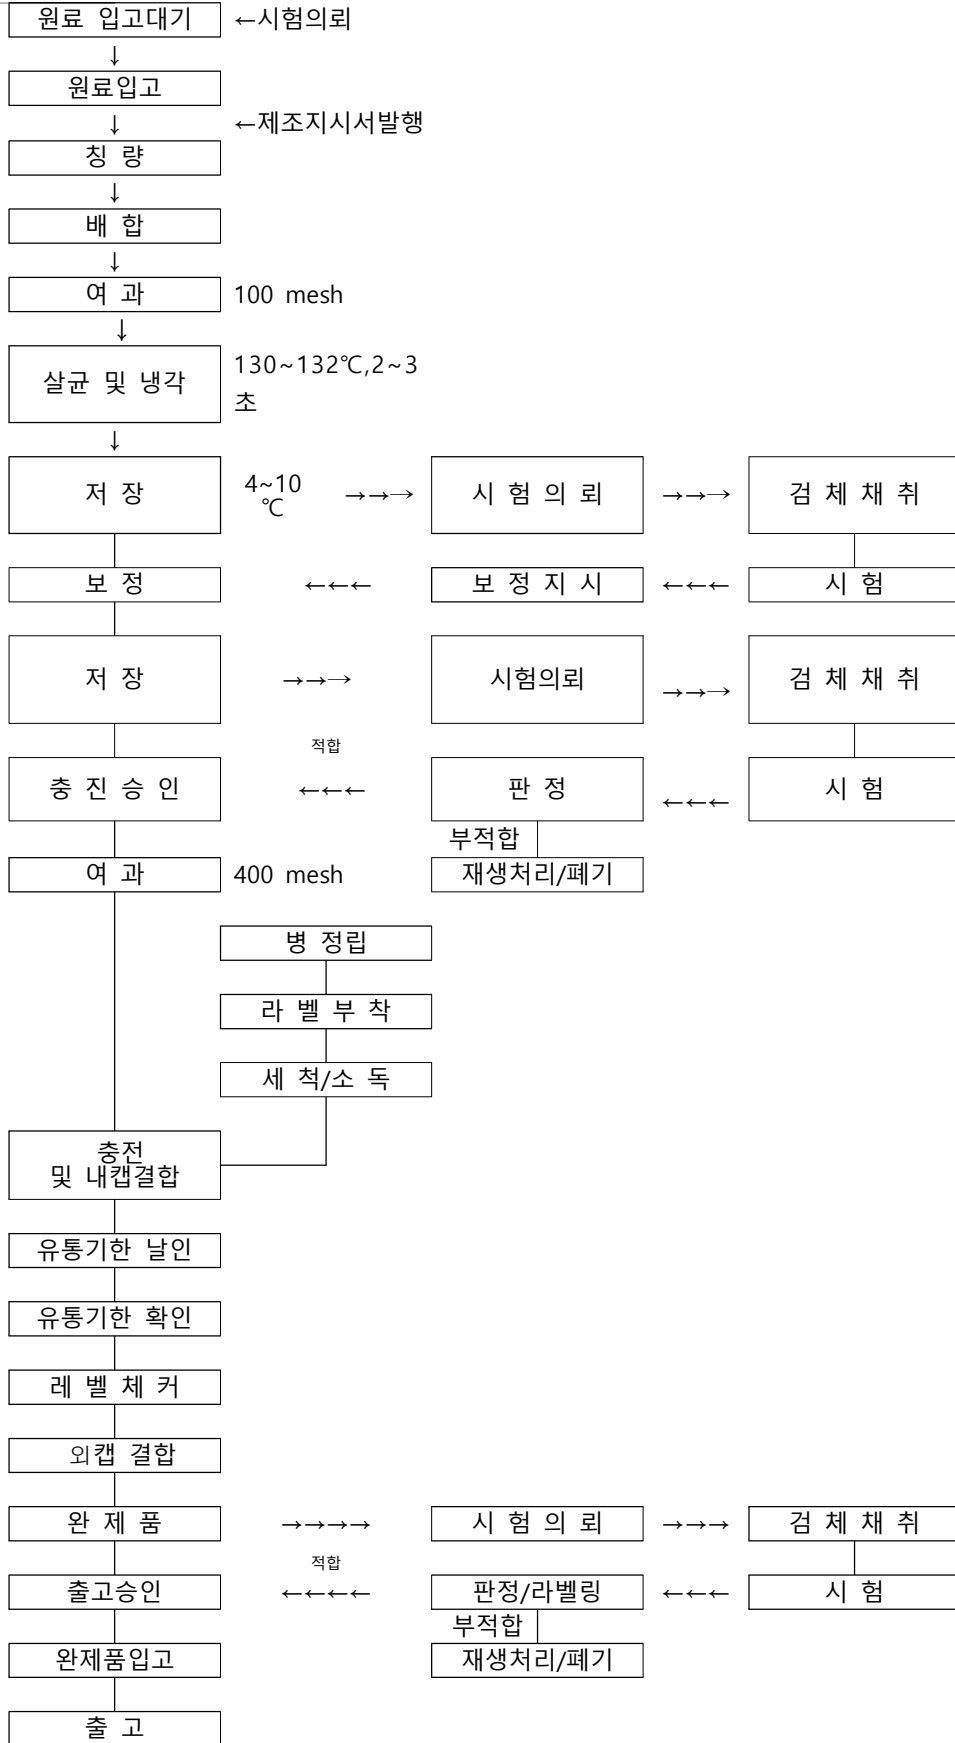 원료 입고대기 ←시험의뢰
↓
원료입고
↓ ←제조지시서발행
칭 량
↓
배 합
↓
여 과 100 mesh
↓
살균 및 냉각 130~132℃,2~3
초
↓
저 장 4~10
℃ →→→ 시 험 의 뢰 →→→ 검 체 채 취
보 정 ←←← 보 정 지 시 ←←← 시 험
저 장 →→→ 시험의뢰 →→→ 검 체 채 취
적합
충 진 승 인 ←←← 판 정 ←←← 시 험
부적합
여 과 400 mesh 재생처리/폐기
병 정립
라 벨 부 착
세 척/소 독
충전
및 내캡결합
유통기한 날인
유통기한 확인
레 벨 체 커
외캡 결합
완 제 품 →→→→ 시 험 의 뢰 →→→ 검 체 채 취
적합
출고승인 ←←←← 판정/라벨링 ←←← 시 험
부적합
완제품입고 재생처리/폐기
출 고